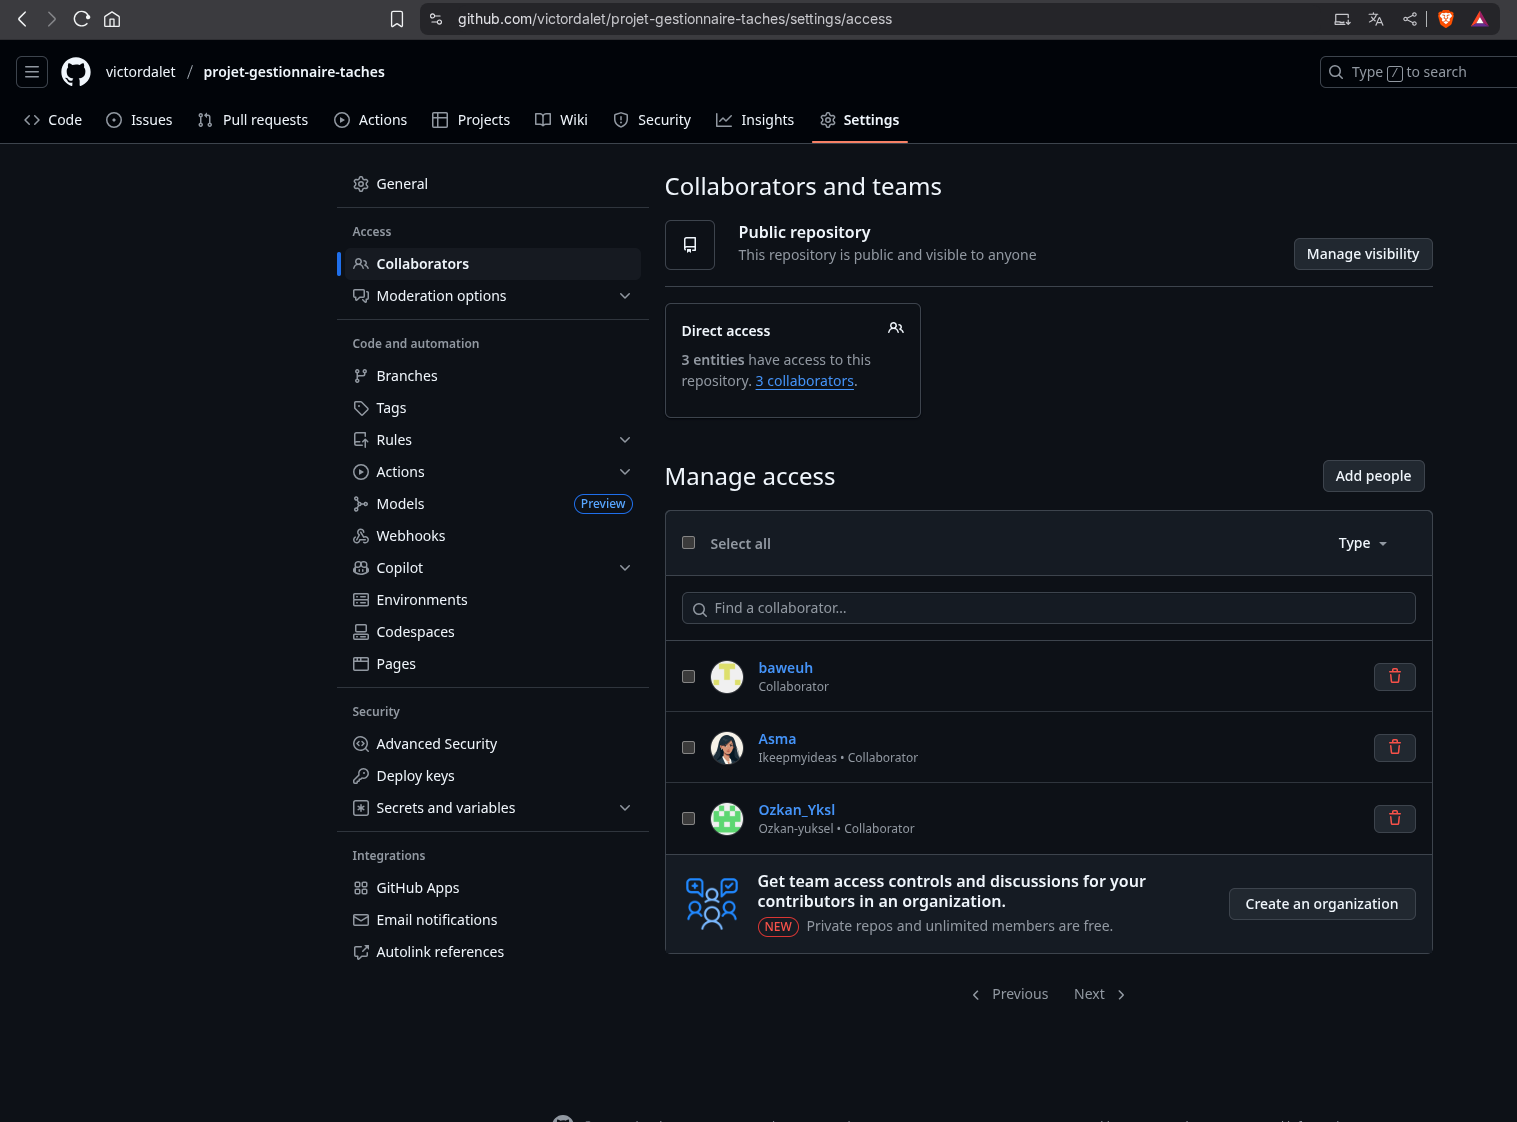 github.com/victordalet/projet-gestionnaire-taches/settings/access
victordalet / projet-gestionnaire-taches
Type / to search
Code Issues Pull requests Actions Projects Wiki Security Insights Settings
General
Access
Collaborators
Moderation options
Code and automation
Branches
Tags
Rules
Actions
Models Preview
Webhooks
Copilot
Environments
Codespaces
Pages
Security
Advanced Security
Deploy keys
Secrets and variables
Integrations
GitHub Apps
Email notifications
Autolink references
Collaborators and teams
Public repository
This repository is public and visible to anyone
Manage visibility
Direct access
3 entities have access to this
repository. 3 collaborators.
Manage access
Add people
Select all
Type
Find a collaborator...
baweuh
Collaborator
Asma
Ikeepmyideas • Collaborator
Ozkan_Yksl
Ozkan-yuksel • Collaborator
Get team access controls and discussions for your
contributors in an organization.
NEW Private repos and unlimited members are free.
Create an organization
Previous Next